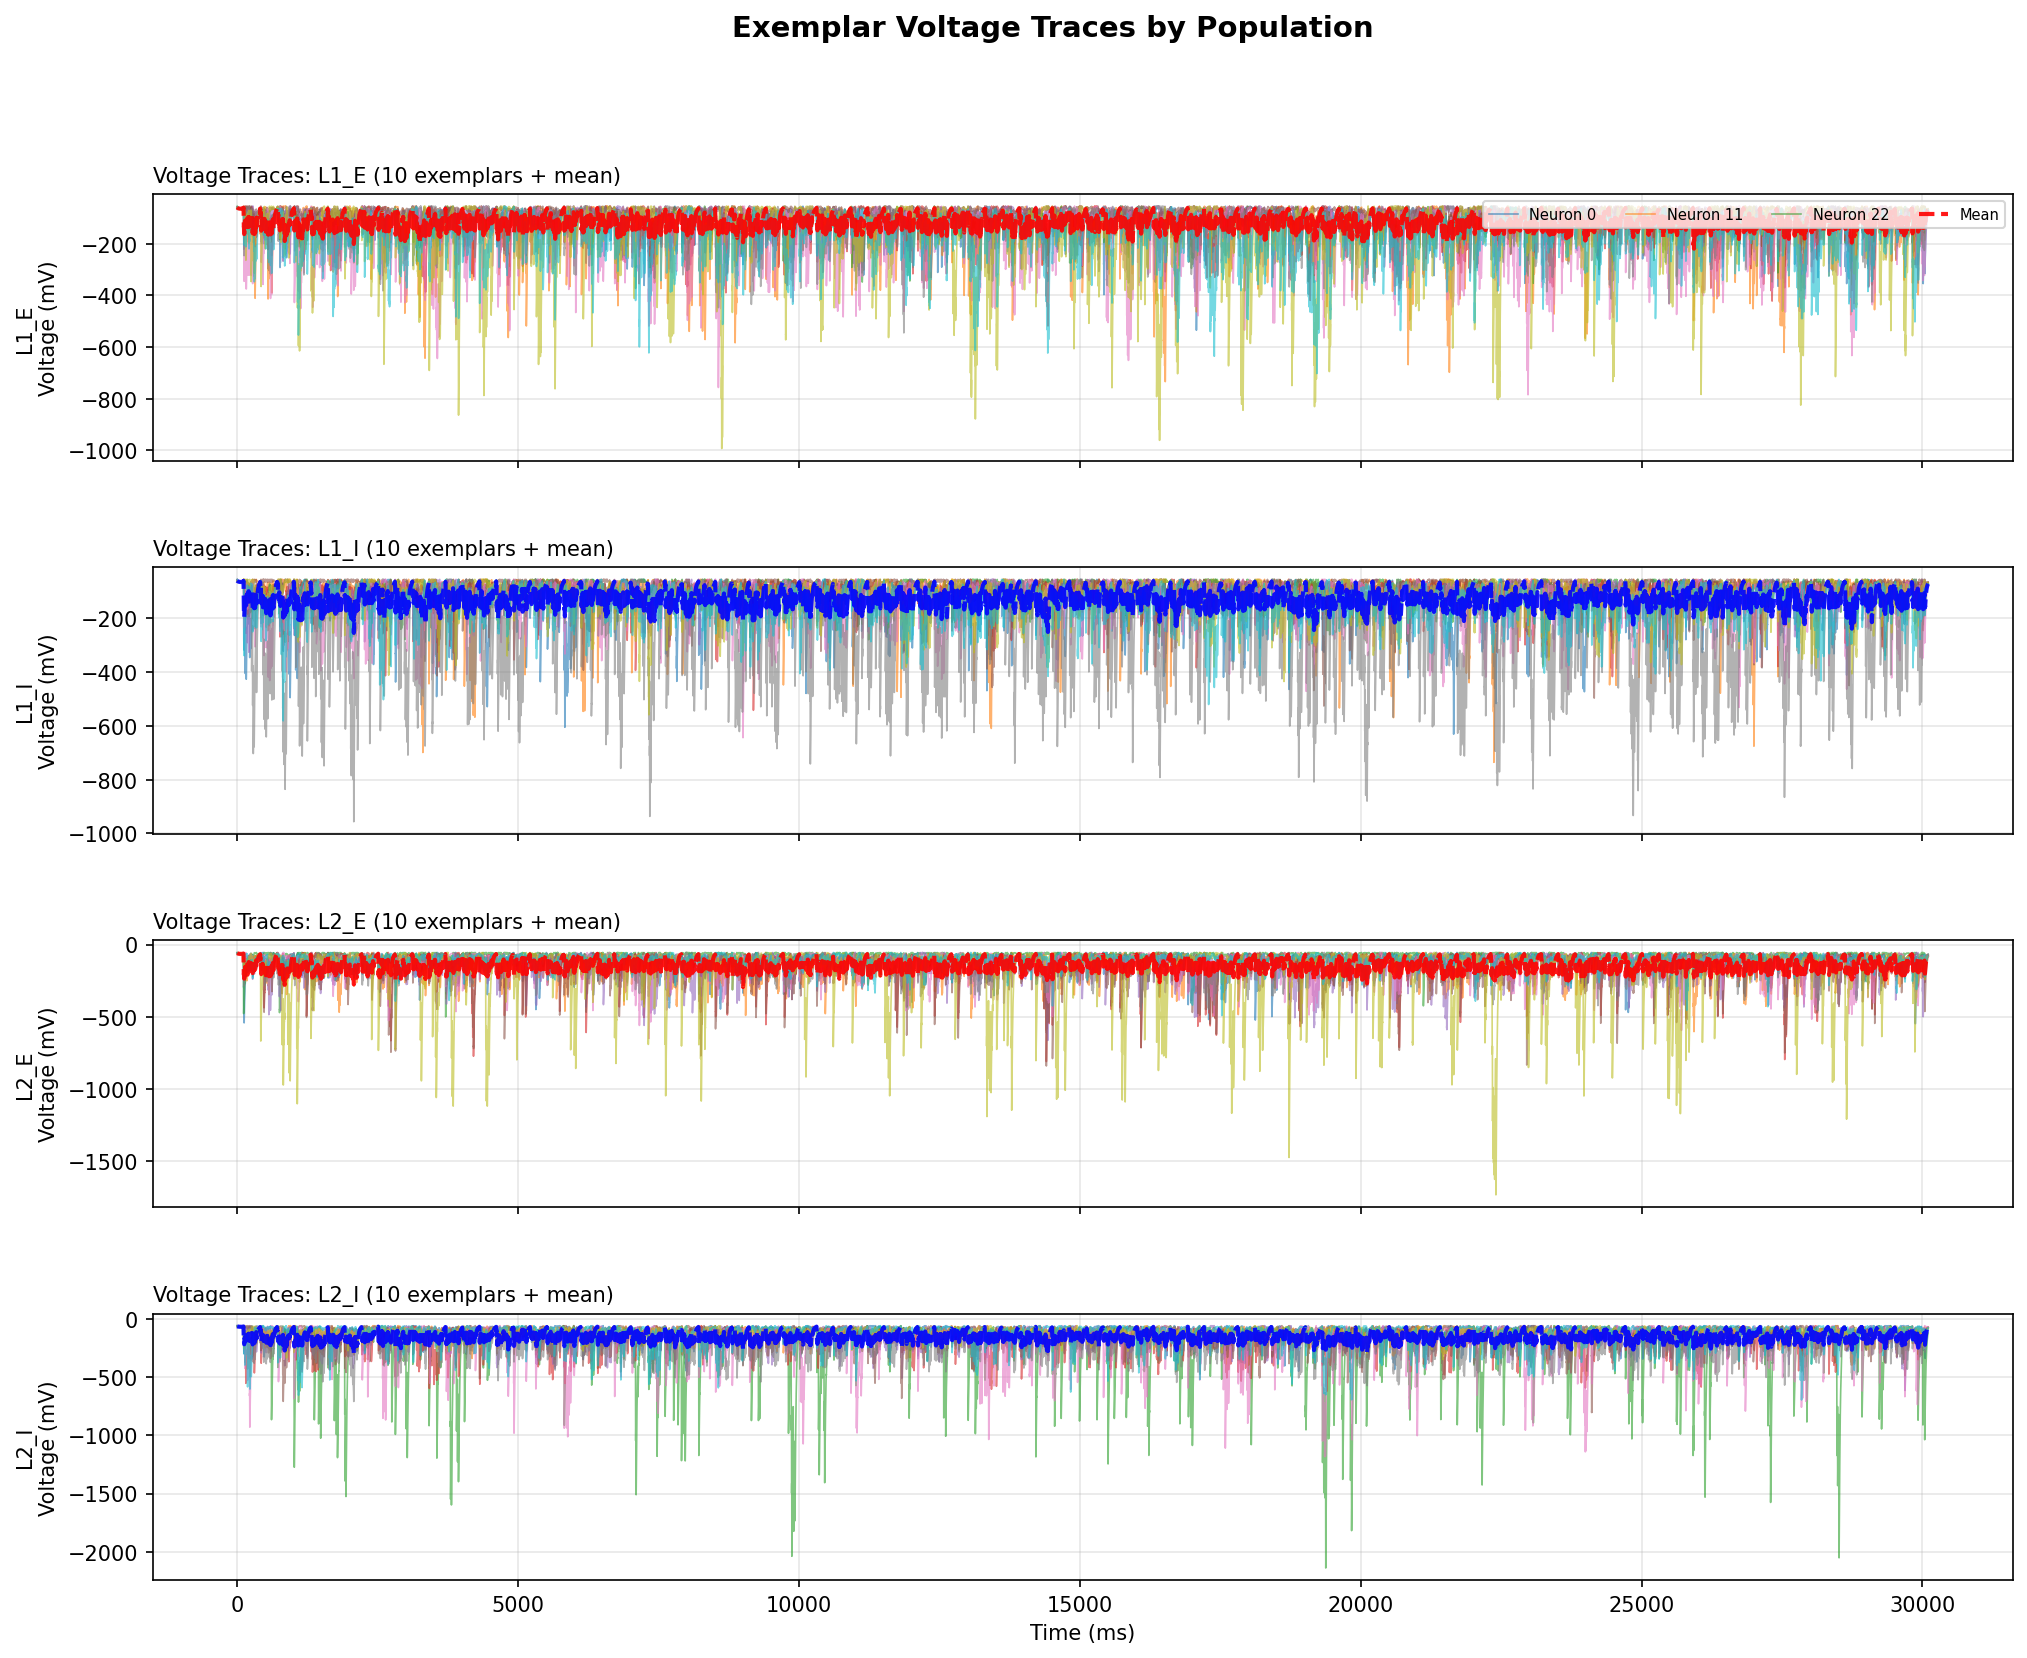 Exemplar Voltage Traces by Population
Voltage Traces: L1_E (10 exemplars + mean)
L1_E
Voltage (mV)
−200
−400
−600
−800
−1000
Neuron 0 Neuron 11 Neuron 22 Mean
Voltage Traces: L1_I (10 exemplars + mean)
L1_I
Voltage (mV)
−200
−400
−600
−800
−1000
Voltage Traces: L2_E (10 exemplars + mean)
L2_E
Voltage (mV)
0
−500
−1000
−1500
Voltage Traces: L2_I (10 exemplars + mean)
L2_I
Voltage (mV)
0
−500
−1000
−1500
−2000
0 5000 10000 15000 20000 25000 30000
Time (ms)